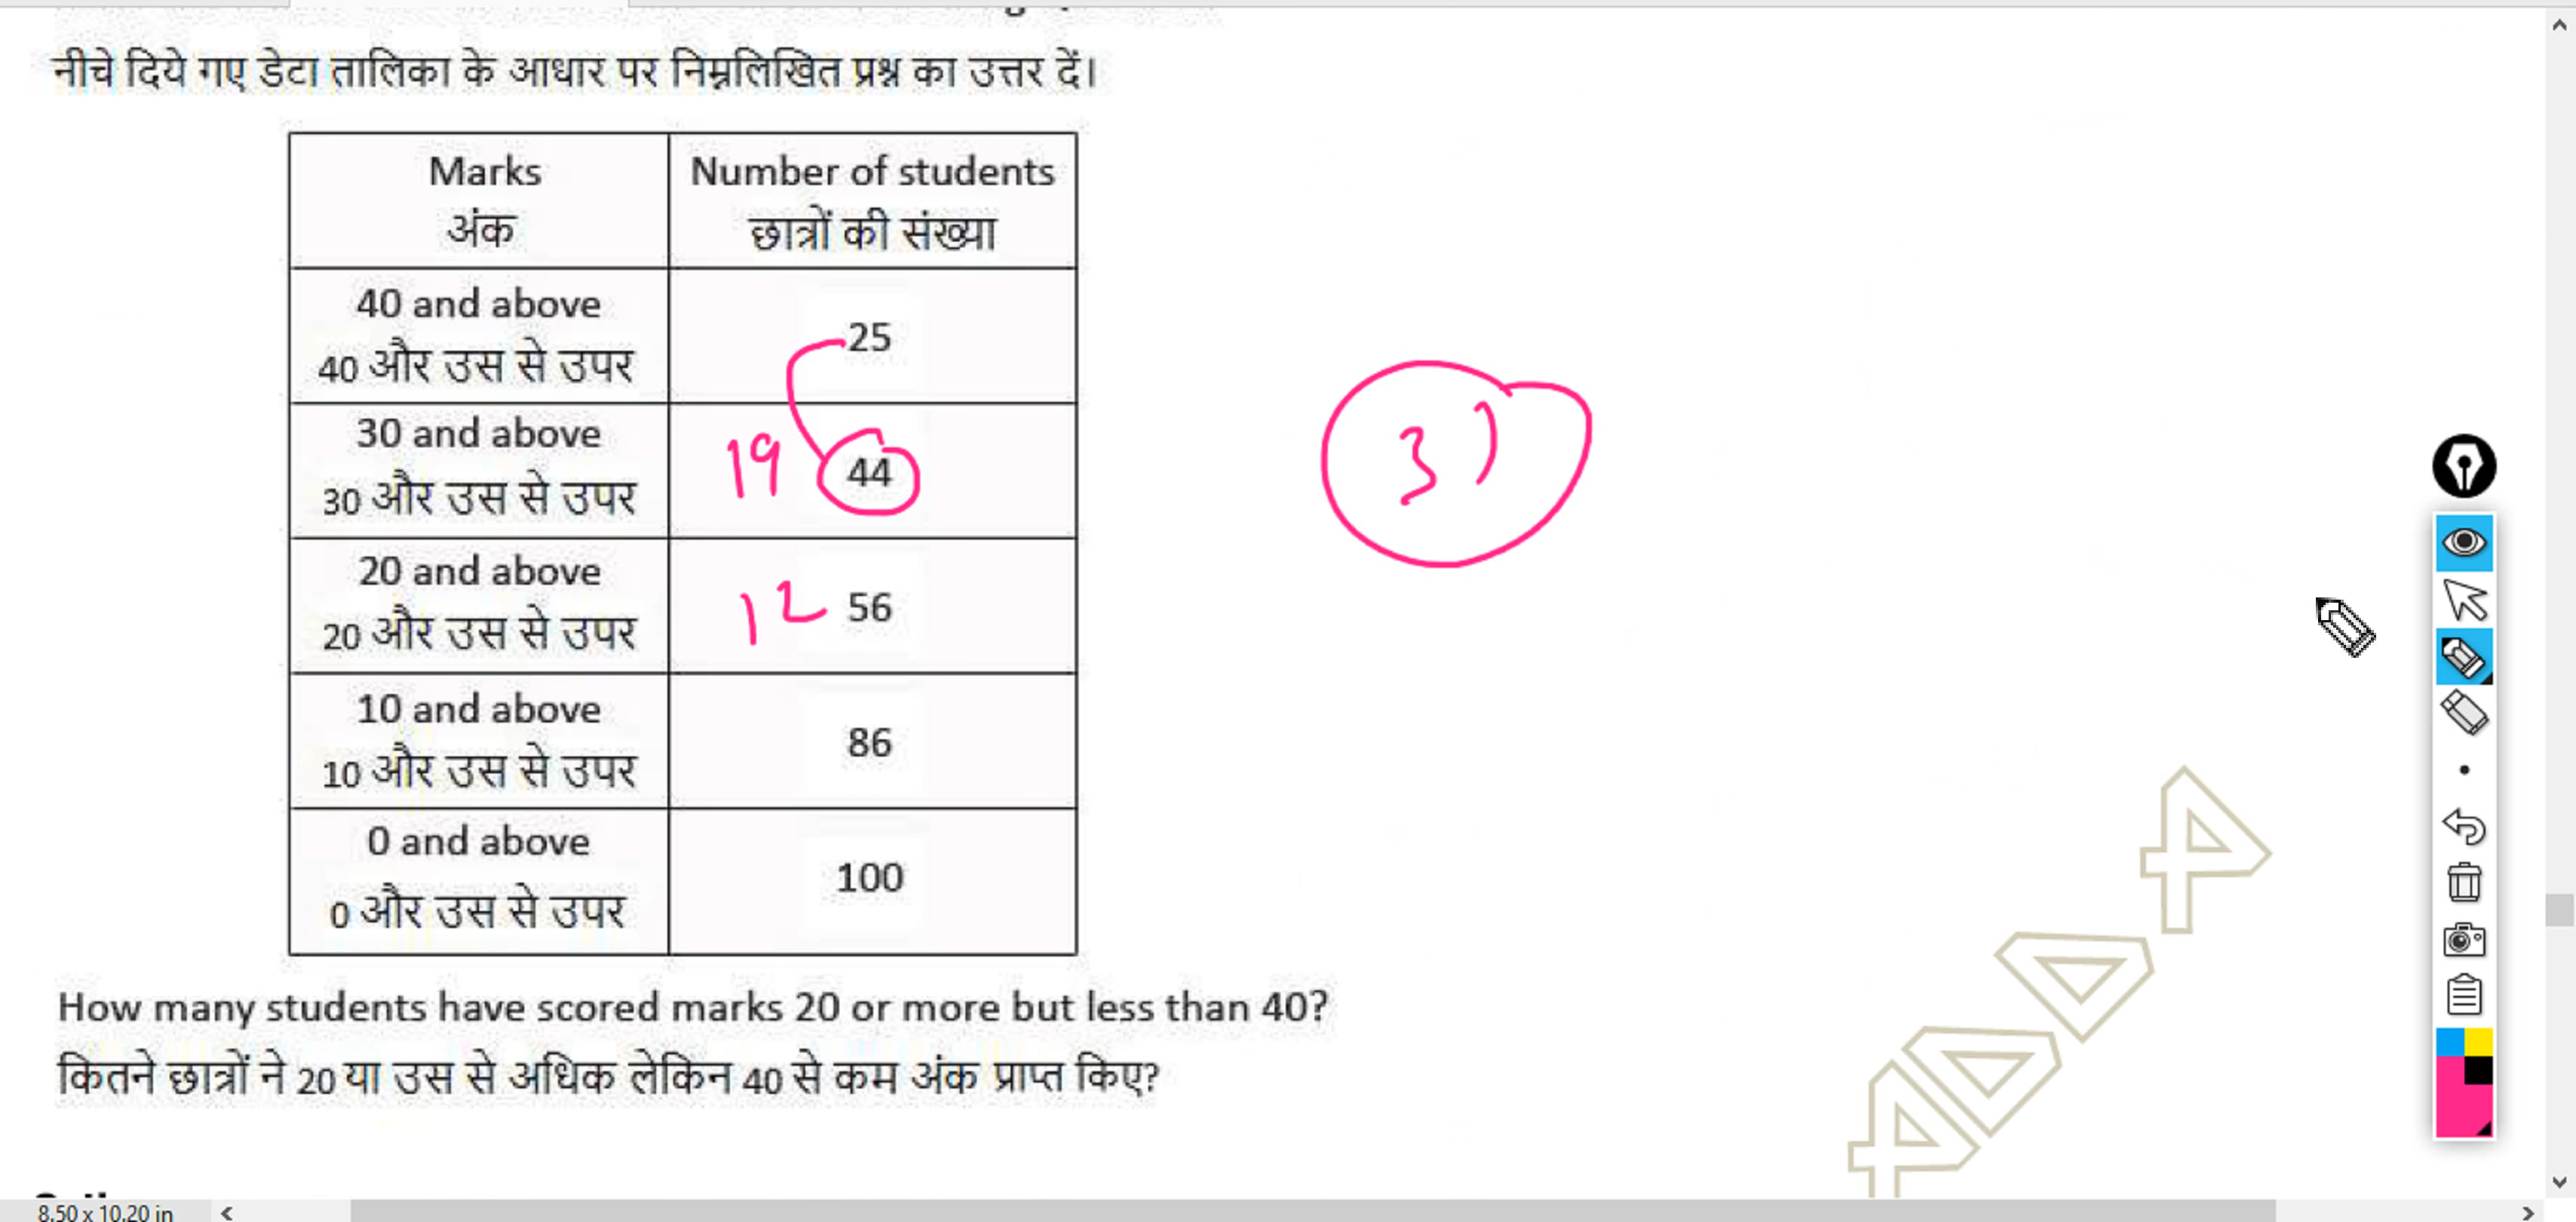 नीचे दिये गए डेटा तालिका के आधार पर निम्नलिखित प्रश्न का उत्तर दें।
Marks
अंक
Number of students
छात्रों की संख्या
40 and above
40 और उस से उपर
25
30 and above
30 और उस से उपर
19 44
20 and above
20 और उस से उपर
12 56
10 and above
10 और उस से उपर
86
0 and above
0 और उस से उपर
100
31
How many students have scored marks 20 or more but less than 40?
कितने छात्रों ने 20 या उस से अधिक लेकिन 40 से कम अंक प्राप्त किए?
8.50 x 10.20 in